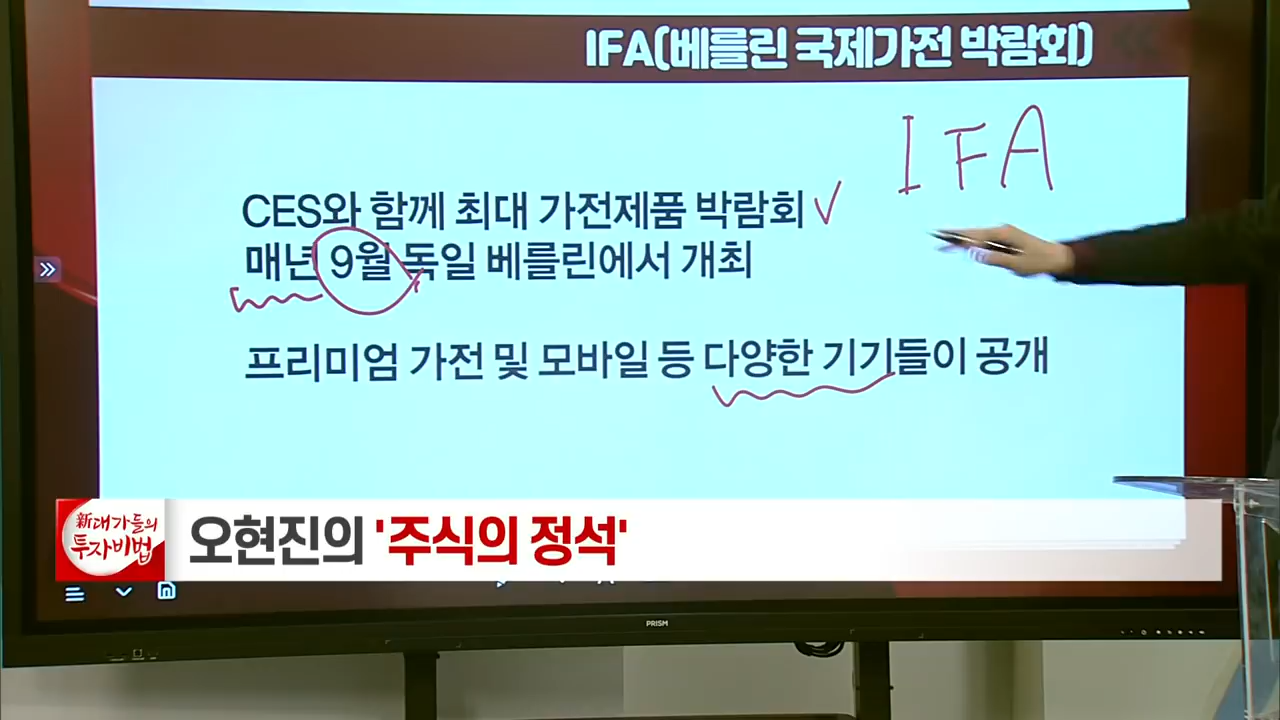 IFA(베를린 국제가전 박람회)
IFA
CES와 함께 최대 가전제품 박람회
매년 9월 독일 베를린에서 개최
프리미엄 가전 및 모바일 등 다양한 기기들이 공개
新대가들의
투자비법
오현진의 '주식의 정석'
PRISM